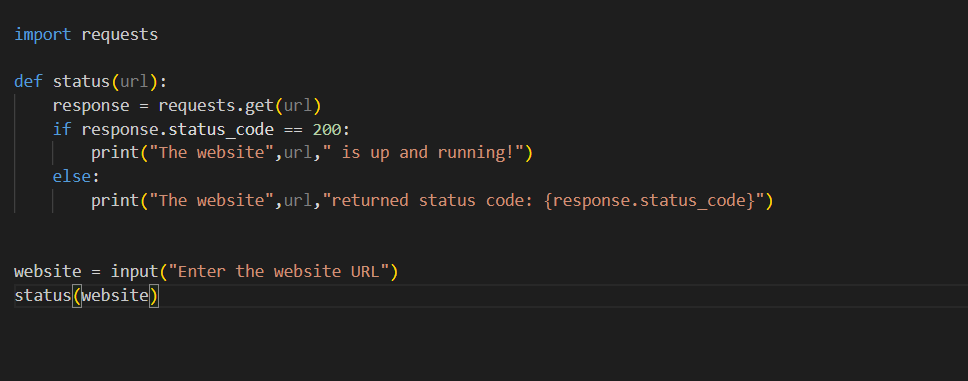 import requests
def status(url):
    response = requests.get(url)
    if response.status_code == 200:
        print("The website",url," is up and running!")
    else:
        print("The website",url,"returned status code: {response.status_code}")
website = input("Enter the website URL")
status(website)